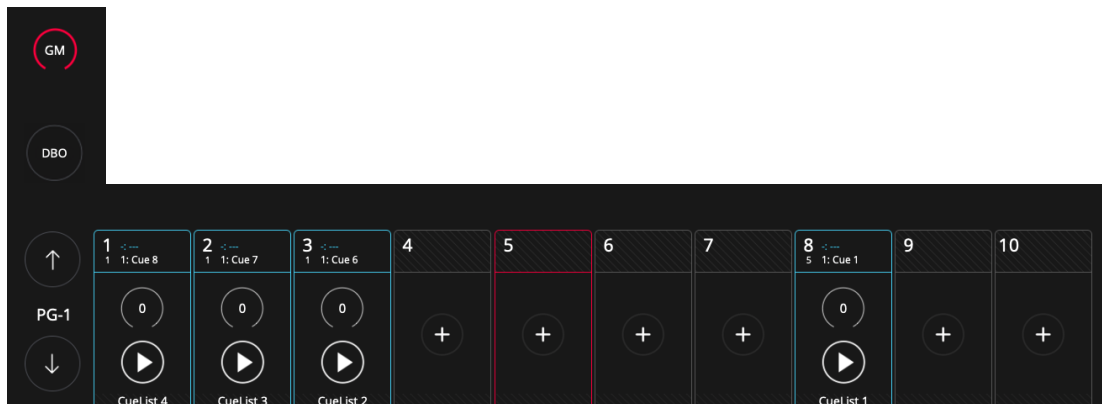 GM
DBO
PG-1
1 -: ---
1 1: Cue 8
0
CueList 4
2 -: ---
1 1: Cue 7
0
CueList 3
3 -: ---
1 1: Cue 6
0
CueList 2
4
+
5
+
6
+
7
+
8 -: ---
5 1: Cue 1
0
CueList 1
9
+
10
+